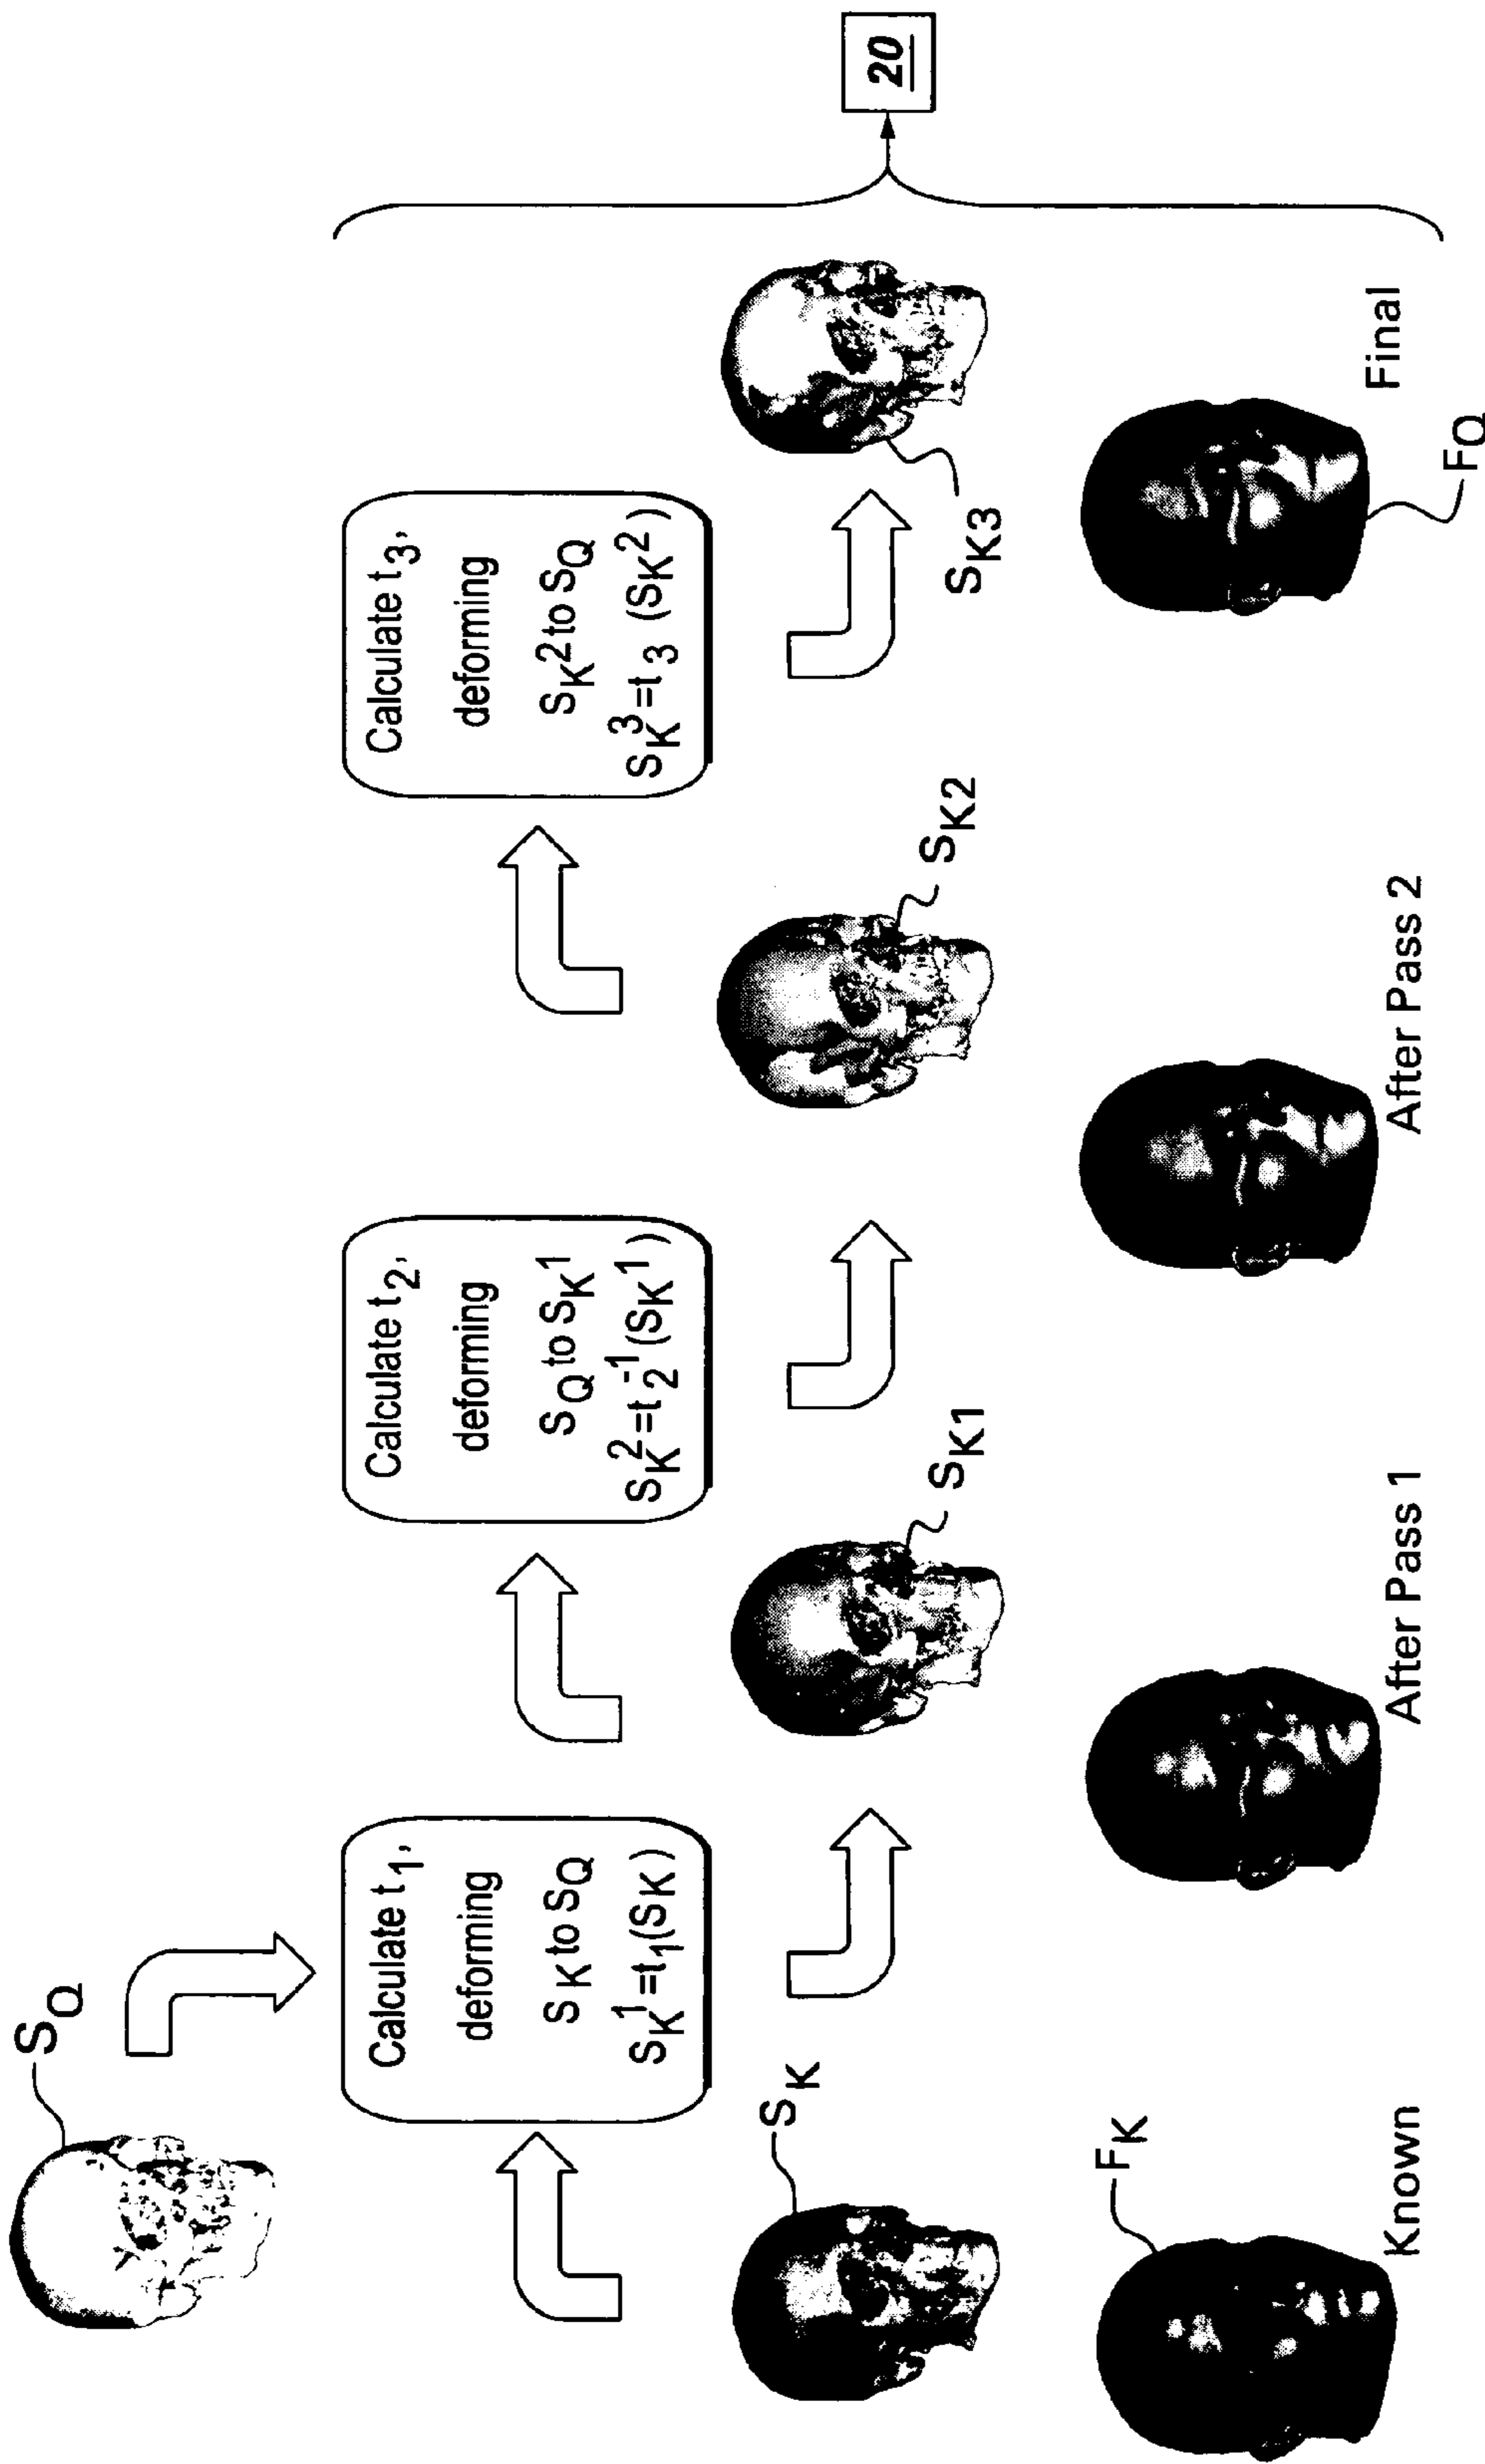 S_Q
Calculate t_1,
deforming
S_K to S_Q
S_K^1=t_1(S_K)
Calculate t_2,
deforming
S_Q to S_K^1
S_K^2=t_2^-1(S_K^1)
Calculate t_3,
deforming
S_K^2 to S_Q
S_K^3=t_3 (S_K^2)
20
S_K
S_K1
S_K2
S_K3
F_K
F_Q
Known
After Pass 1
After Pass 2
Final